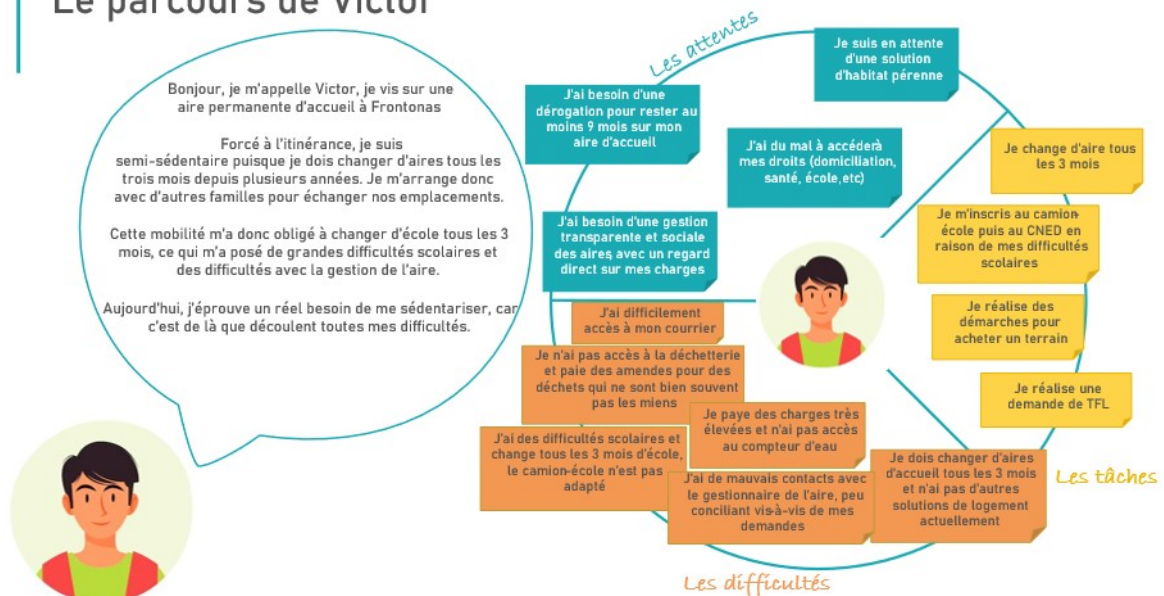 Le parcours de Victor
Bonjour, je m'appelle Victor, je vis sur une
aire permanente d'accueil à Frontonas
Forcé à l'itinérance, je suis
semi-sédentaire puisque je dois changer d'aires tous les
trois mois depuis plusieurs années. Je m'arrange donc
avec d'autres familles pour échanger nos emplacements.
Cette mobilité m'a donc obligé à changer d'école tous les 3
mois, ce qui m'a posé de grandes difficultés scolaires et
des difficultés avec la gestion de l'aire.
Aujourd'hui, j'éprouve un réel besoin de me sédentariser, car
c'est de là que découlent toutes mes difficultés.
Les attentes
Je suis en attente
d'une solution
d'habitat pérenne
J'ai besoin d'une
dérogation pour rester au
moins 9 mois sur mon
aire d'accueil
J'ai du mal à accéderà
mes droits (domiciliation,
santé, école,etc)
J'ai besoin d'une gestion
transparente et sociale
des aires, avec un regard
direct sur mes charges
Je change d'aire tous
les 3 mois
Je m'inscris au camion-
école puis au CNED en
raison de mes difficultés
scolaires
Je réalise des
démarches pour
acheter un terrain
Je réalise une
demande de TFL
Les tâches
J'ai difficilement
accès à mon courrier
Je n'ai pas accès à la déchetterie
et paie des amendes pour des
déchets qui ne sont bien souvent
pas les miens
Je paye des charges très
élevées et n'ai pas accès
au compteur d'eau
J'ai des difficultés scolaires et
change tous les 3 mois d'école,
le camion-école n'est pas
adapté
J'ai de mauvais contacts avec
le gestionnaire de l'aire, peu
conciliant vis-à-vis de mes
demandes
Je dois changer d'aires
d'accueil tous les 3 mois
et n'ai pas d'autres
solutions de logement
actuellement
Les difficultés